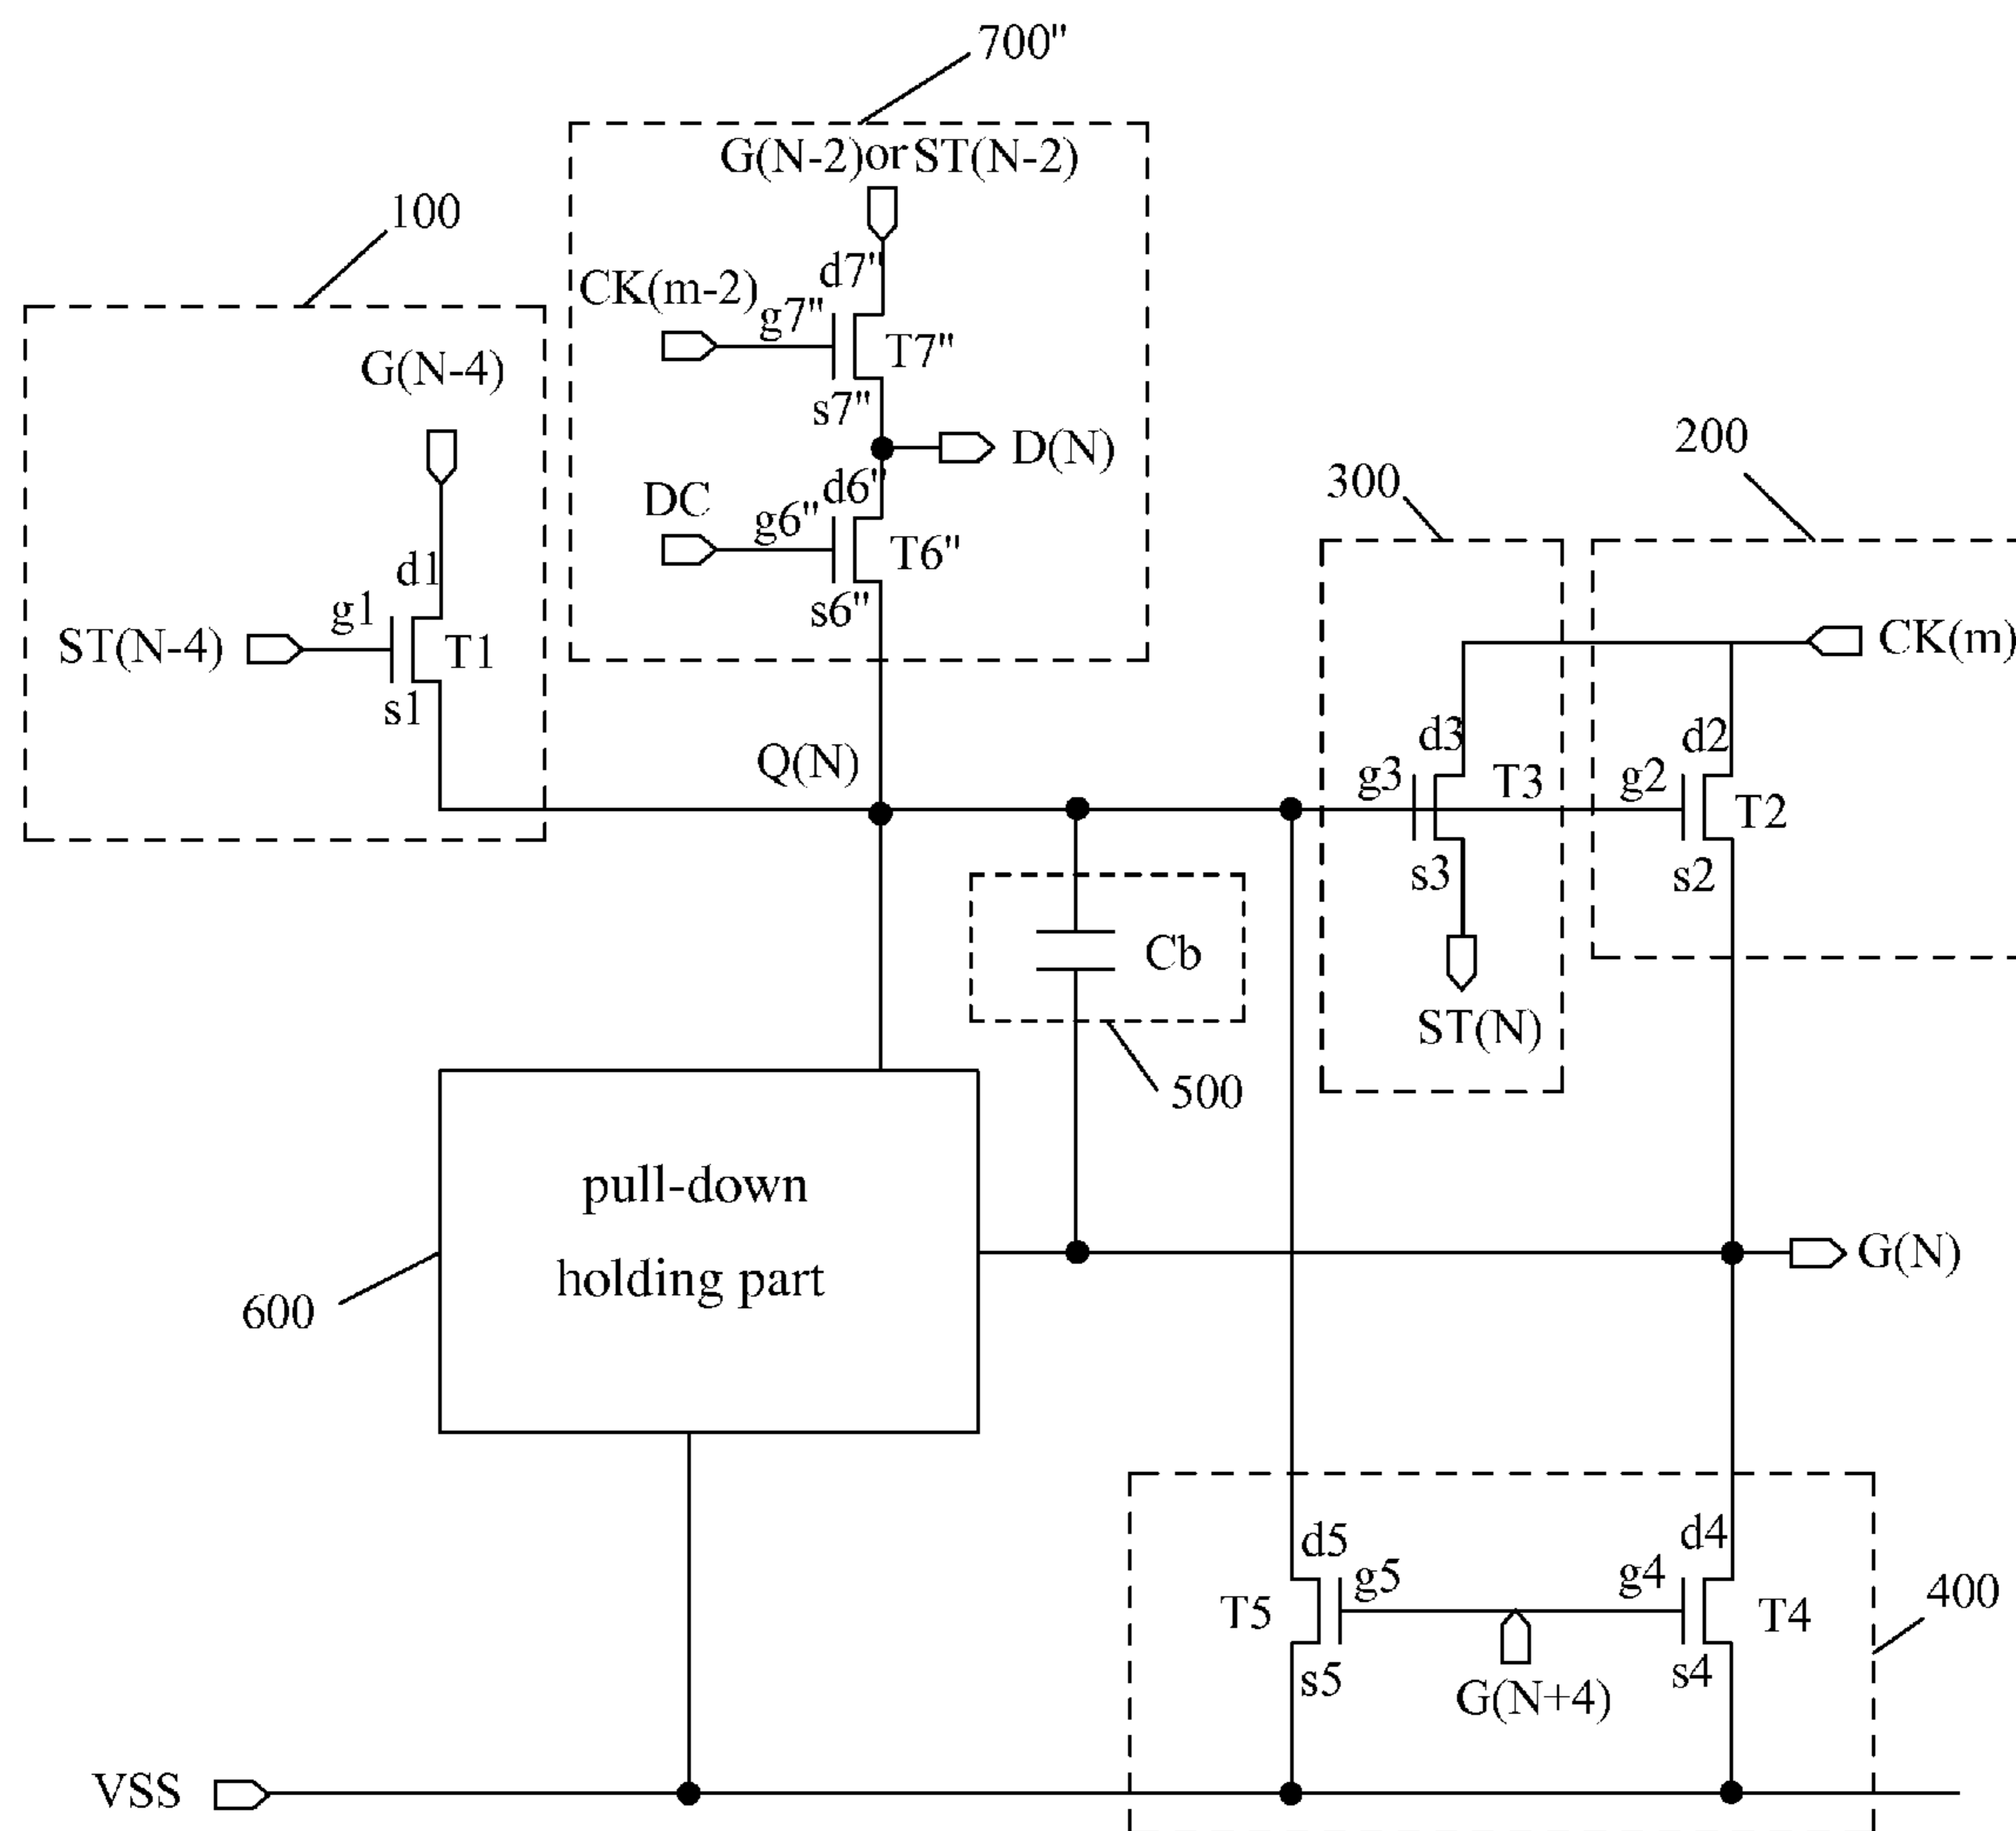 700"
G(N-2)or ST(N-2)
100
d7"
CK(m-2)
g7"
T7"
G(N-4)
s7"
D(N)
200
300
DC
d6"
g6"
T6"
d1
s6"
g1
ST(N-4)
T1
CK(m)
s1
d3
d2
Q(N)
g3
T3
g2
T2
s3
s2
Cb
ST(N)
500
pull-down
holding part
G(N)
600
d5
d4
g5
g4
T5
T4
400
s5
s4
G(N+4)
VSS